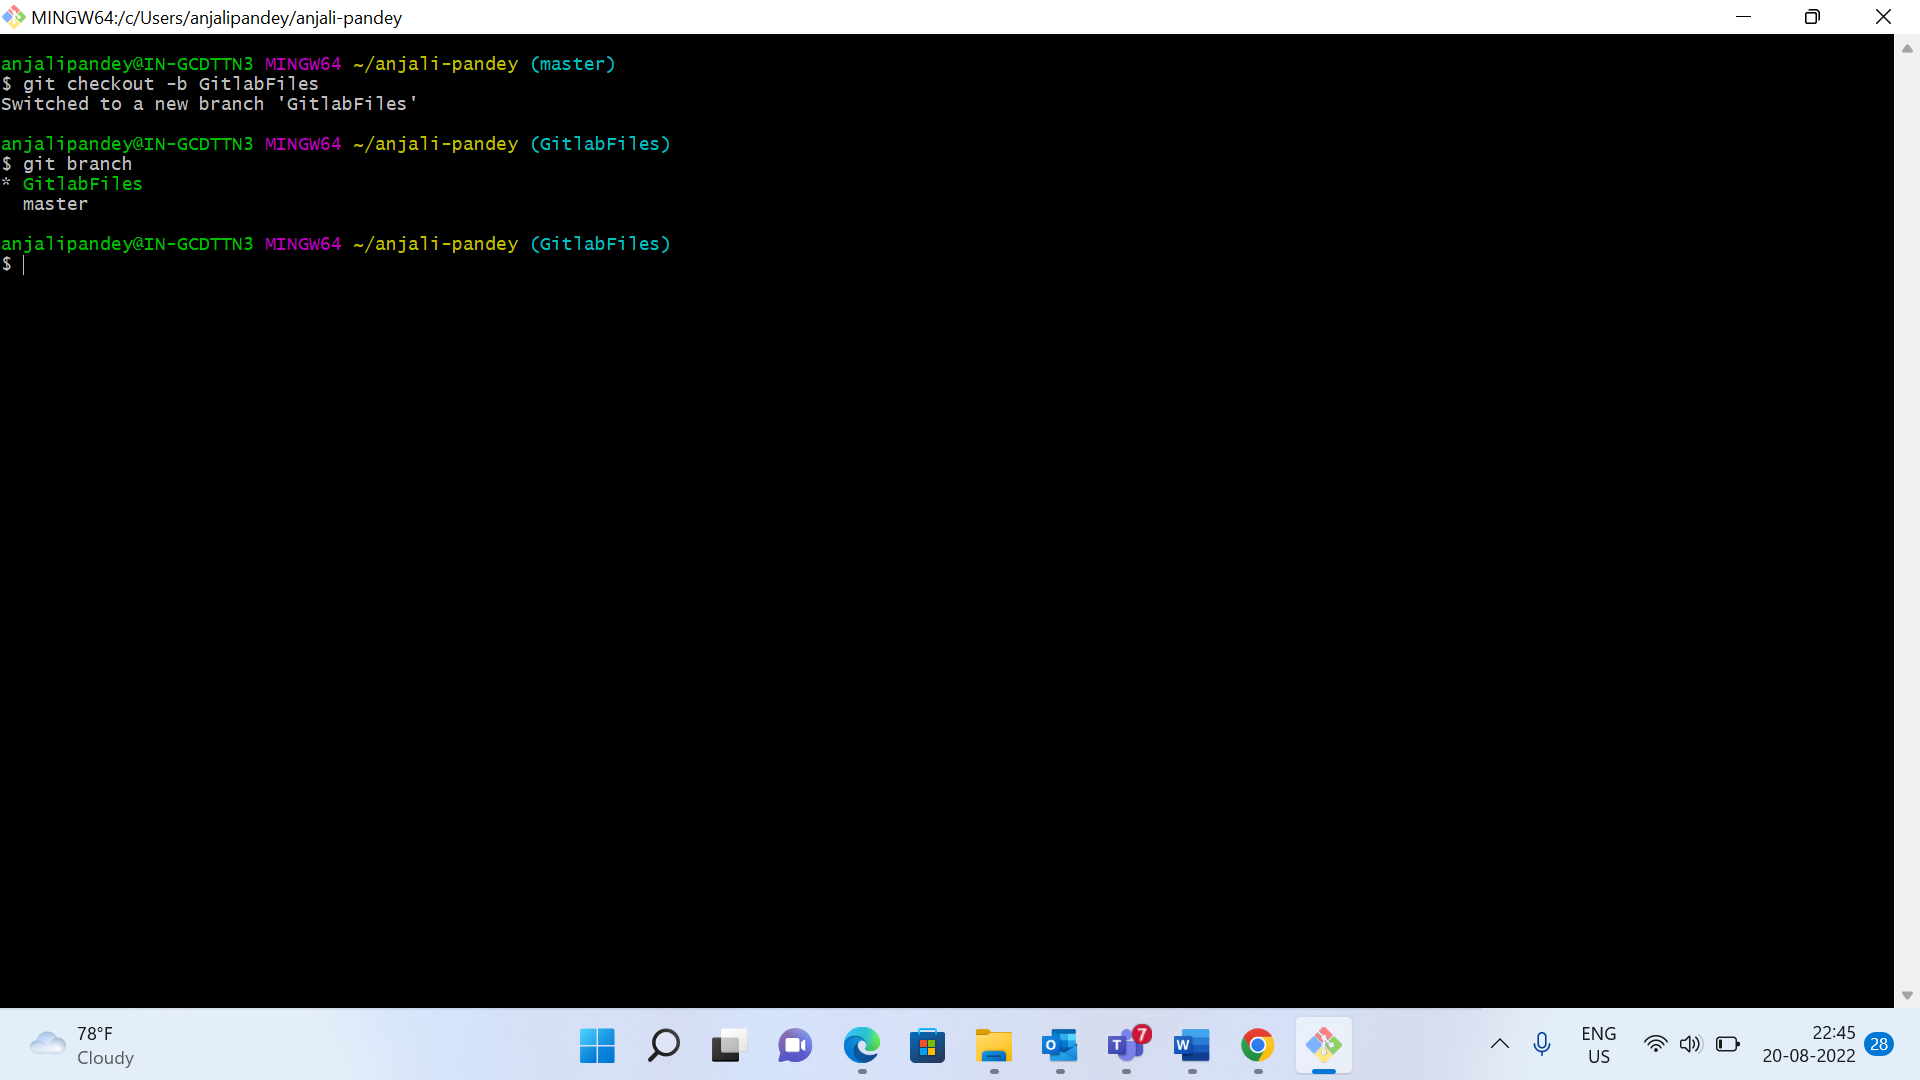 MINGW64:/c/Users/anjalipandey/anjali-pandey
anjalipandey@IN-GCDTTN3 MINGW64 ~/anjali-pandey (master)
$ git checkout -b GitlabFiles
Switched to a new branch 'GitlabFiles'
anjalipandey@IN-GCDTTN3 MINGW64 ~/anjali-pandey (GitlabFiles)
$ git branch
* GitlabFiles
  master
anjalipandey@IN-GCDTTN3 MINGW64 ~/anjali-pandey (GitlabFiles)
$
78°F
Cloudy
O
T
7
W
ENG
US
22:45
20-08-2022
28